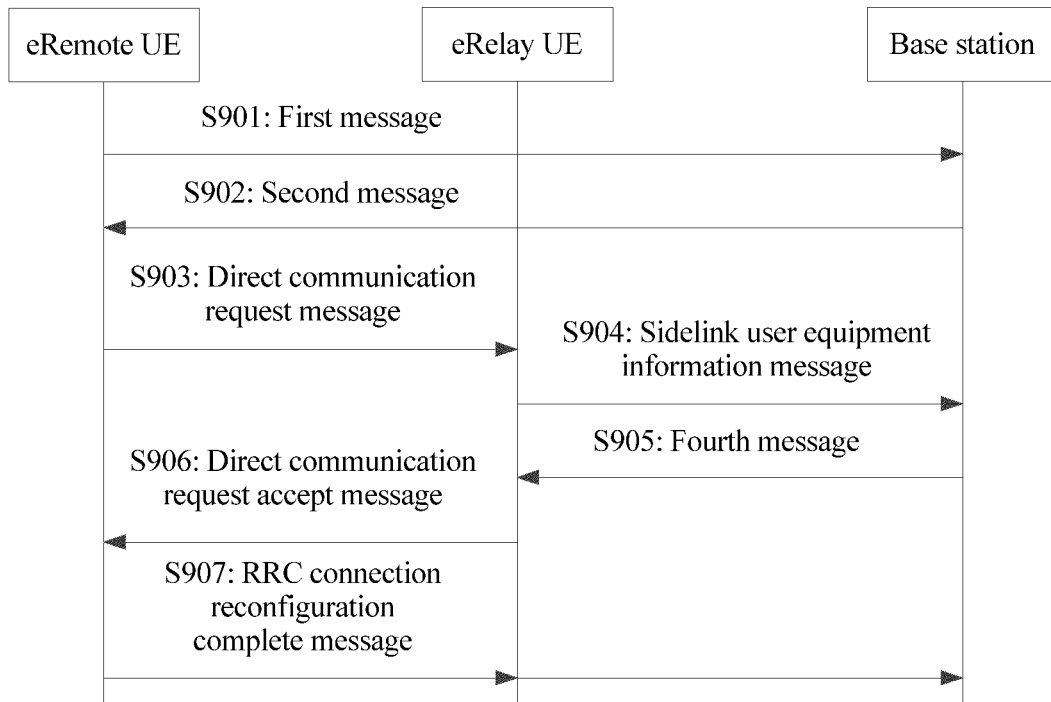 eRemote UE
eRelay UE
Base station
S901: First message
S902: Second message
S903: Direct communication
request message
S904: Sidelink user equipment
information message
S905: Fourth message
S906: Direct communication
request accept message
S907: RRC connection
reconfiguration
complete message